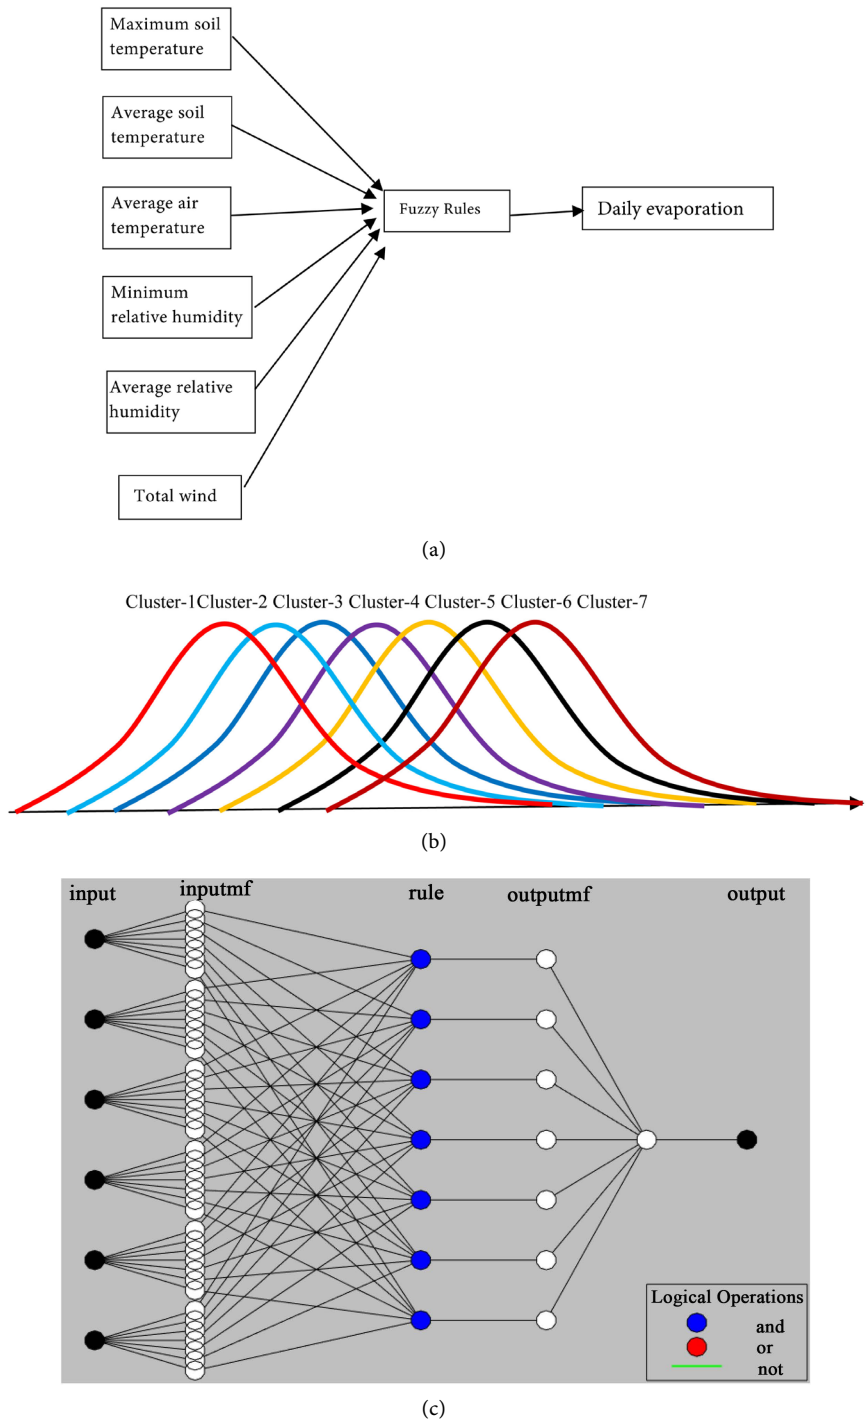 Maximum soil
temperature
Average soil
temperature
Average air
temperature
Fuzzy Rules
Daily evaporation
Minimum
relative humidity
Average relative
humidity
Total wind
(a)
Cluster-1Cluster-2 Cluster-3 Cluster-4 Cluster-5 Cluster-6 Cluster-7
(b)
input inputmf rule outputmf output
Logical Operations
and
or
not
(c)